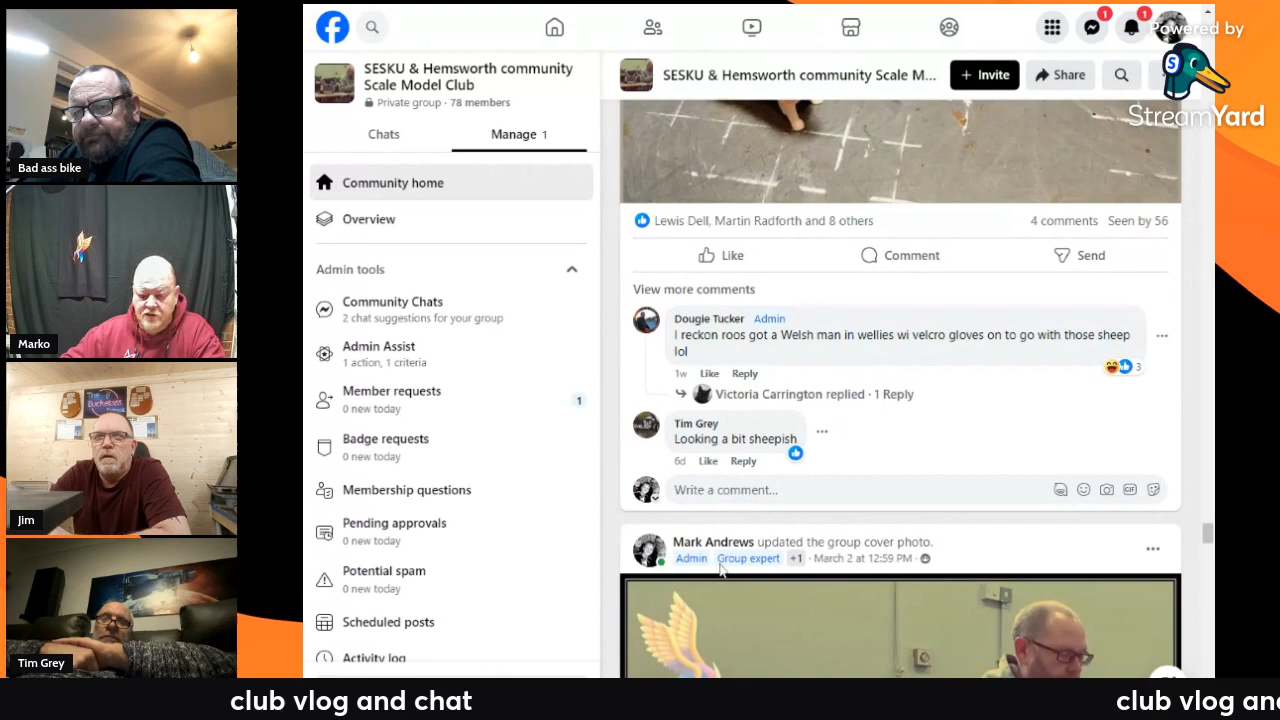 Bad ass bike
Marko
The
Bucketass
Jim
Tim Grey
SESKU & Hemsworth community
Scale Model Club
Private group · 78 members
Chats
Manage 1
Community home
Overview
Admin tools
Community Chats
2 chat suggestions for your group
Admin Assist
1 action, 1 criteria
Member requests
0 new today
1
Badge requests
0 new today
Membership questions
Pending approvals
0 new today
Potential spam
0 new today
Scheduled posts
Activity log
1
1
SESKU & Hemsworth community Scale M...
+ Invite
Share
Powered by
S
StreamYard
Lewis Dell, Martin Radforth and 8 others
4 comments Seen by 56
Like
Comment
Send
View more comments
Dougie Tucker Admin
I reckon roos got a Welsh man in wellies wi velcro gloves on to go with those sheep
lol
3
1w Like Reply
Victoria Carrington replied · 1 Reply
Tim Grey
Looking a bit sheepish
6d Like Reply
Write a comment...
GIF
Mark Andrews updated the group cover photo.
Admin Group expert +1 · March 2 at 12:59 PM ·
club vlog and chat
club vlog an